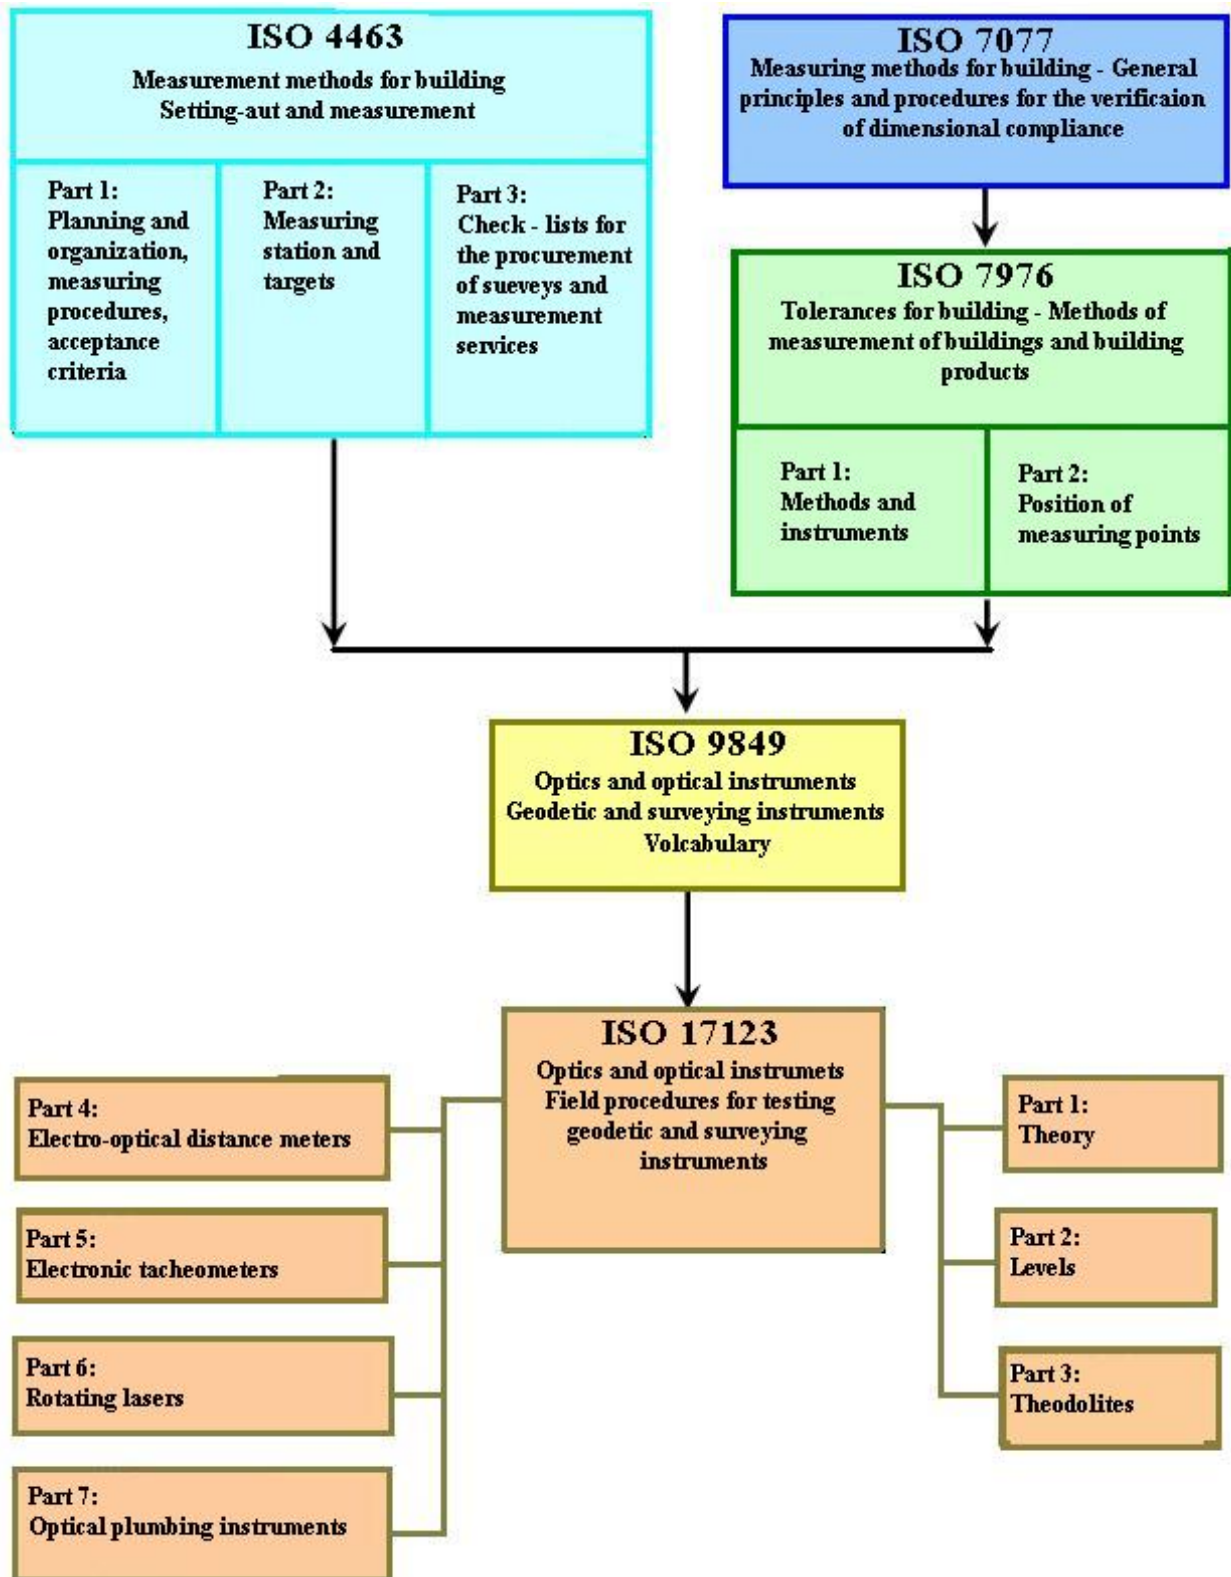 ISO 4463
Measurement methods for building
Setting-aut and measurement
Part 1:
Planning and
organization,
measuring
procedures,
acceptance
criteria
Part 2:
Measuring
station and
targets
Part 3:
Check - lists for
the procurement
of sueveys and
measurement
services
ISO 7077
Measuring methods for building - General
principles and procedures for the verificaion
of dimensional compliance
ISO 7976
Tolerances for building - Methods of
measurement of buildings and building
products
Part 1:
Methods and
instruments
Part 2:
Position of
measuring points
ISO 9849
Optics and optical instruments
Geodetic and surveying instruments
Volcabulary
ISO 17123
Optics and optical instrumets
Field procedures for testing
geodetic and surveying
instruments
Part 4:
Electro-optical distance meters
Part 5:
Electronic tacheometers
Part 6:
Rotating lasers
Part 7:
Optical plumbing instruments
Part 1:
Theory
Part 2:
Levels
Part 3:
Theodolites